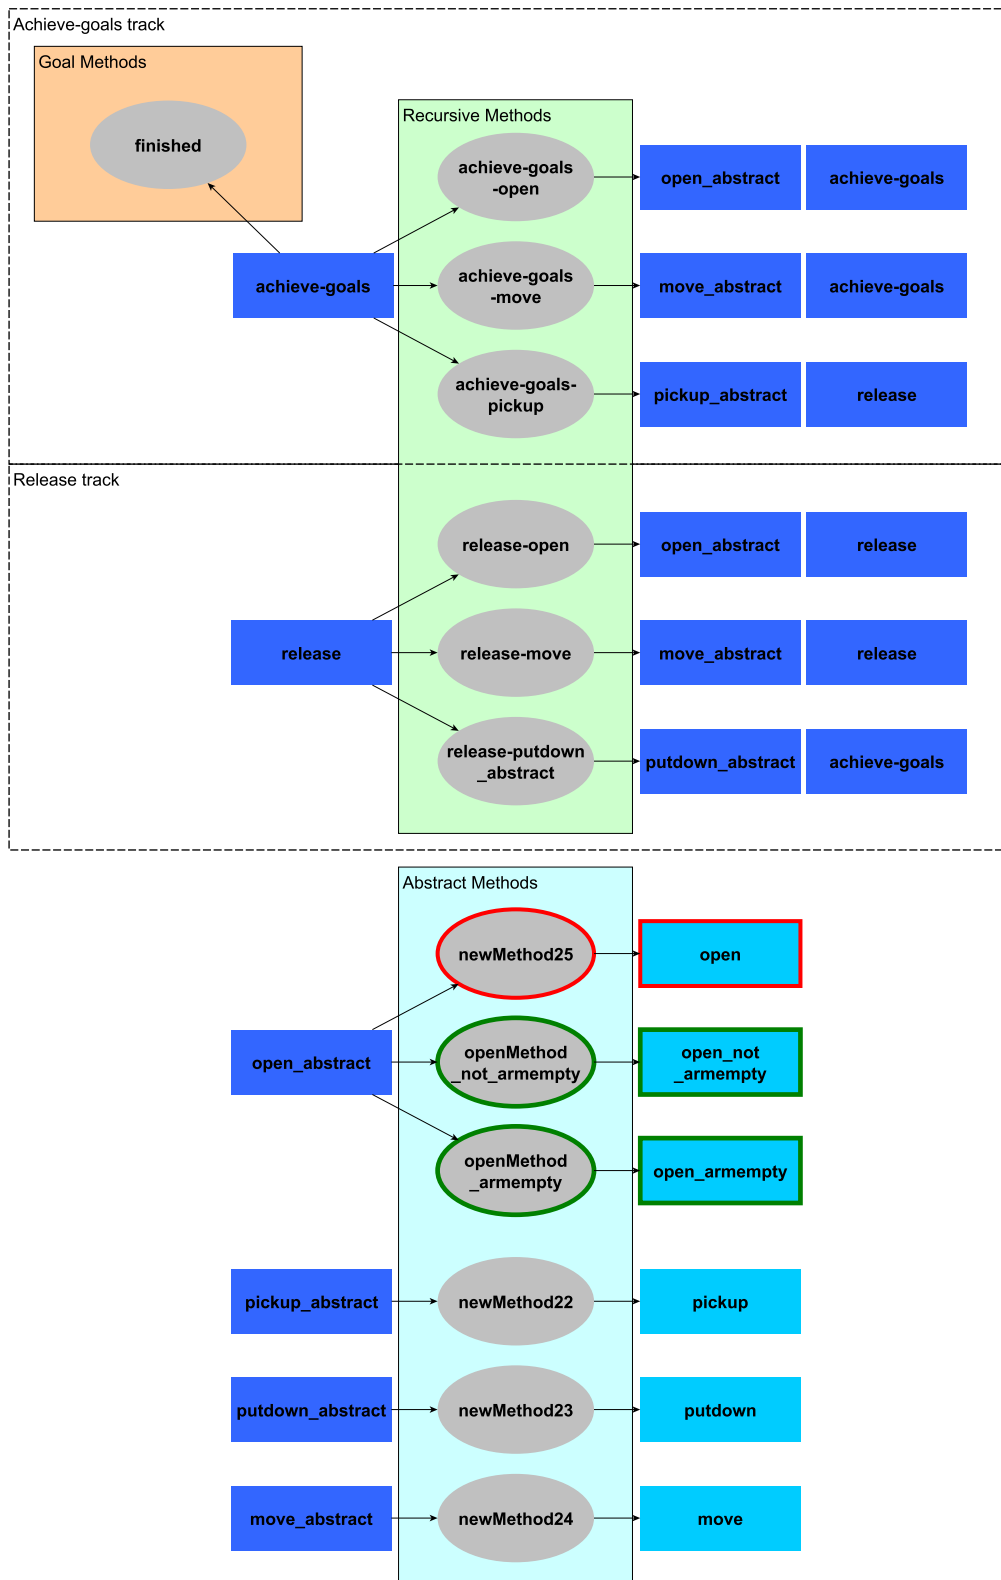 Achieve-goals track
Goal Methods
finished
Recursive Methods
achieve-goals
-open
open_abstract
achieve-goals
achieve-goals
achieve-goals
-move
move_abstract
achieve-goals
achieve-goals-
pickup
pickup_abstract
release
Release track
release-open
open_abstract
release
release
release-move
move_abstract
release
release-putdown
_abstract
putdown_abstract
achieve-goals
Abstract Methods
newMethod25
open
open_abstract
openMethod
_not_armempty
open_not
_armempty
openMethod
_armempty
open_armempty
pickup_abstract
newMethod22
pickup
putdown_abstract
newMethod23
putdown
move_abstract
newMethod24
move